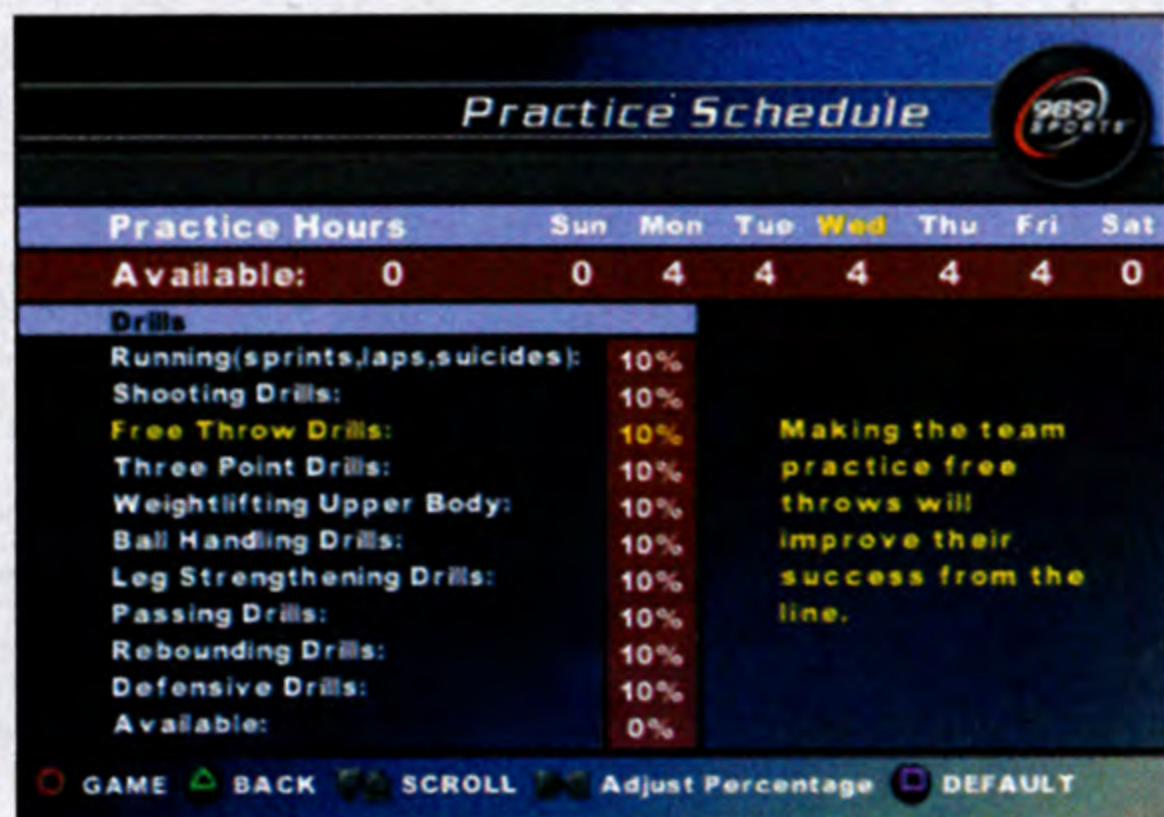 Practice Schedule
989 SPORTS
Practice Hours Sun Mon Tue Wed Thu Fri Sat
Available: 0 0 4 4 4 4 4 0
Drills
Running(sprints,laps,suicides): 10%
Shooting Drills: 10%
Free Throw Drills: 10% Making the team
Three Point Drills: 10% practice free
Weightlifting Upper Body: 10% throws will
Ball Handling Drills: 10% improve their
Leg Strengthening Drills: 10% success from the
Passing Drills: 10% line.
Rebounding Drills: 10%
Defensive Drills: 10%
Available: 0%
GAME BACK SCROLL Adjust Percentage DEFAULT